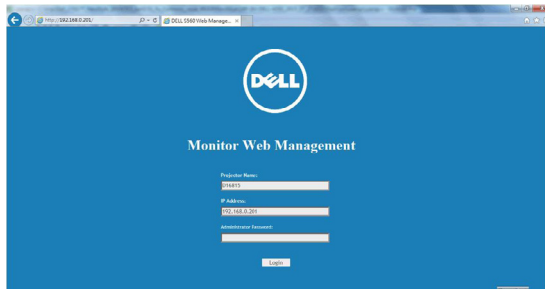 http://192.168.0.201/
DELL S560 Web Manage...
DELL
Monitor Web Management
Projector Name:
IP Address:
192.168.0.201
Administrator Password:
Login